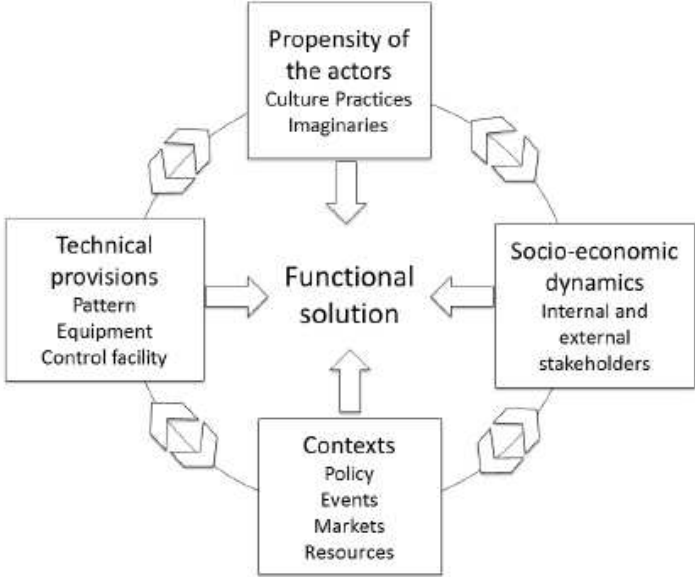 Propensity of
the actors
Culture Practices
Imaginaries
Technical
provisions
Pattern
Equipment
Control facility
Functional
solution
Socio-economic
dynamics
Internal and
external
stakeholders
Contexts
Policy
Events
Markets
Resources